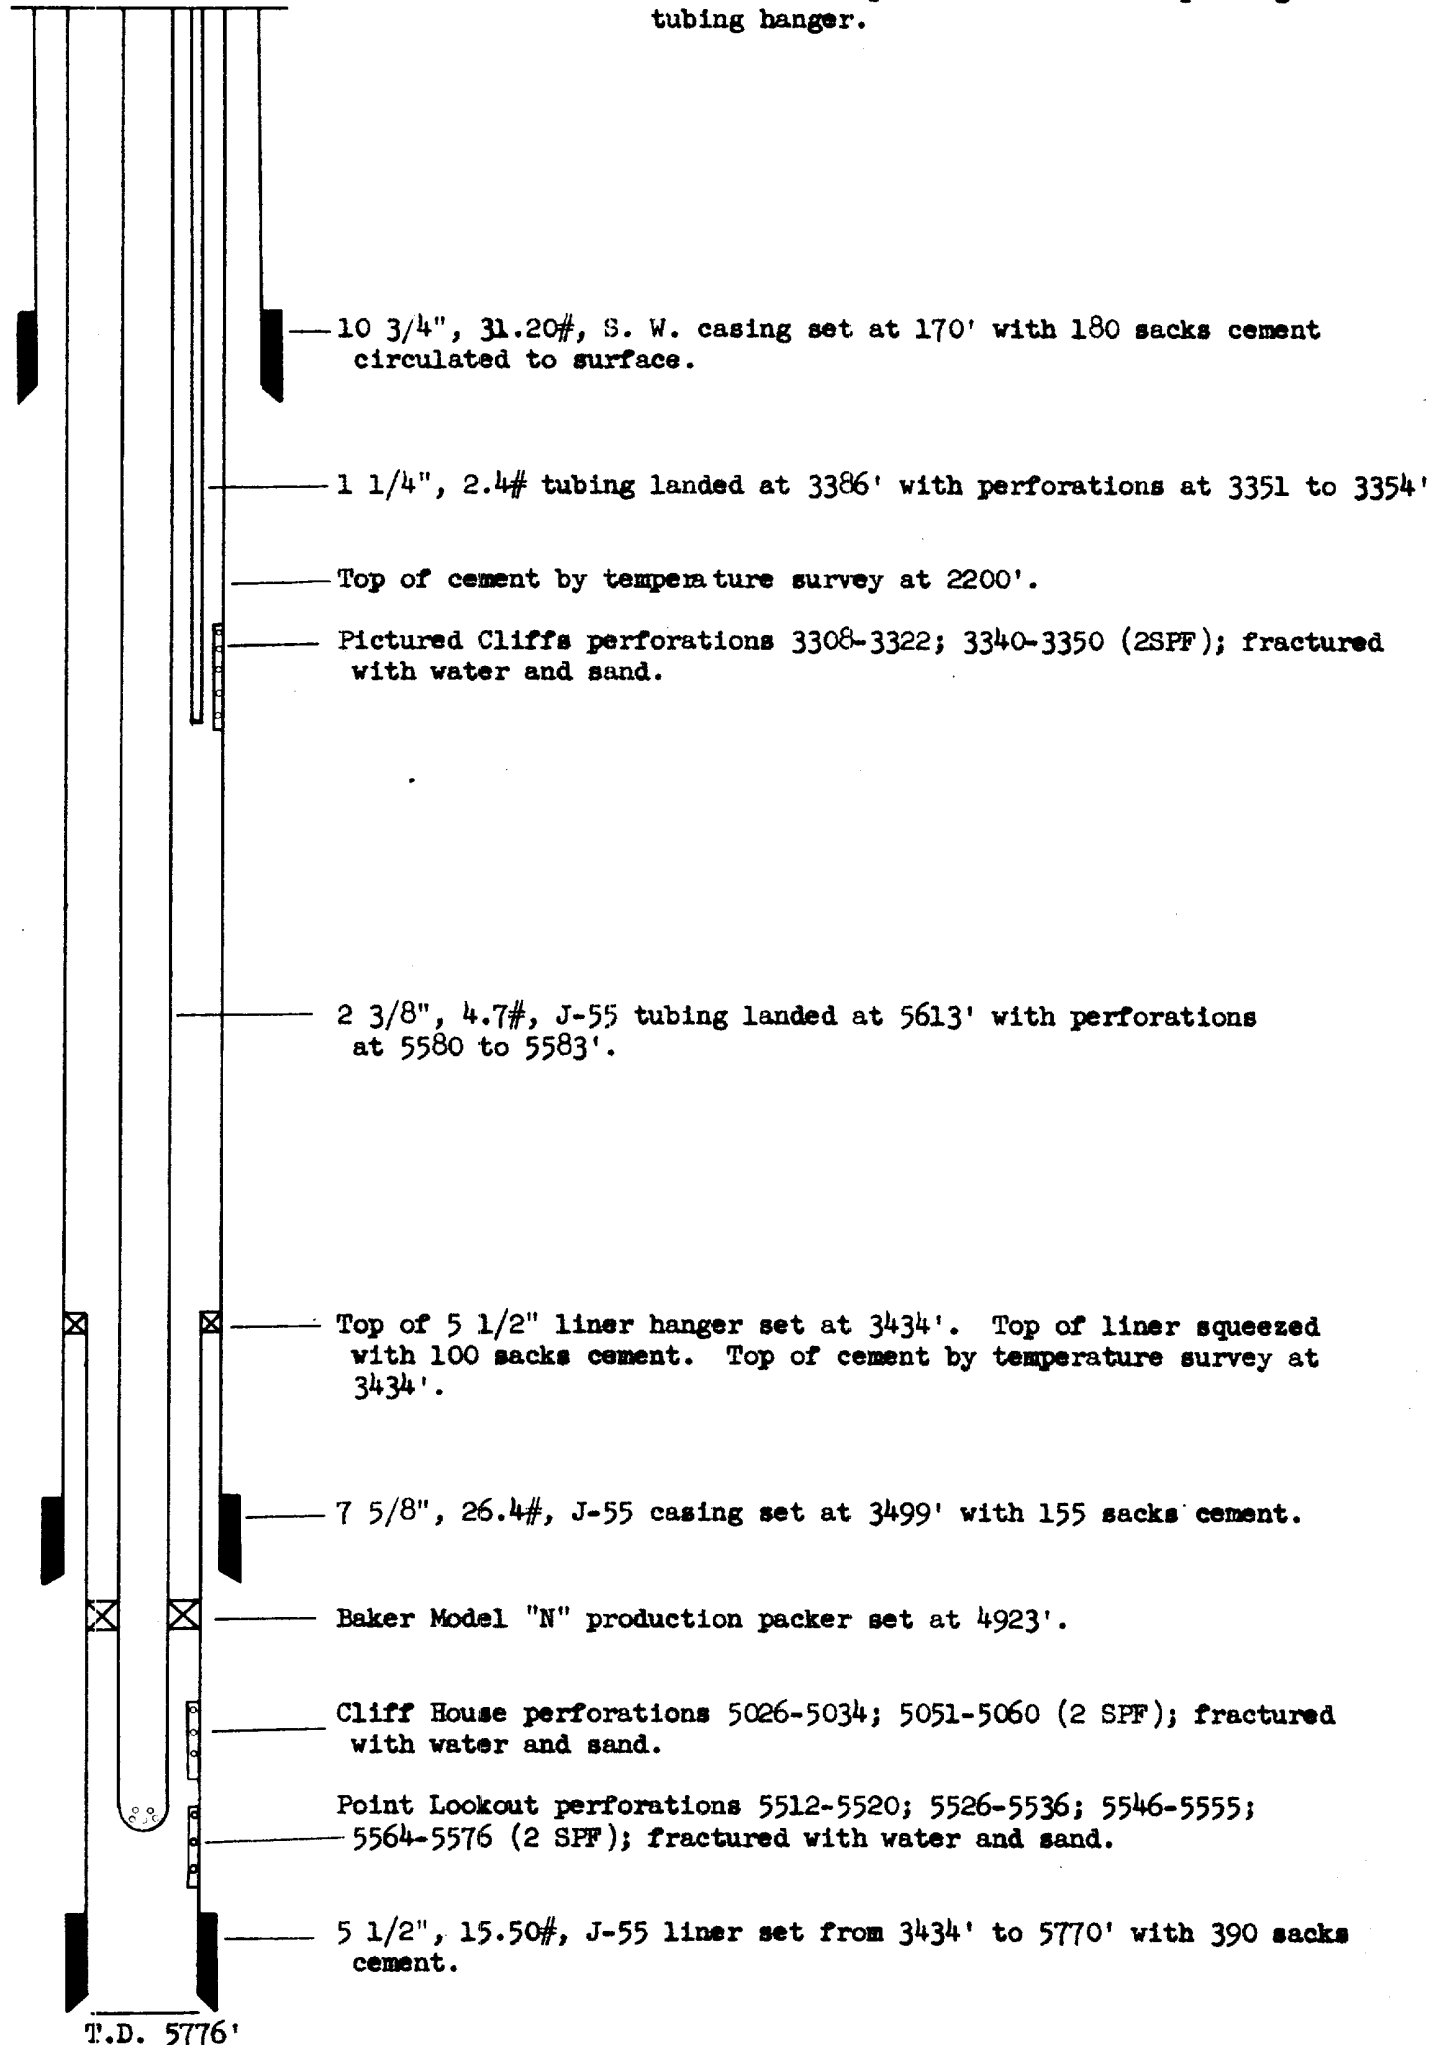 tubing hanger.
10 3/4", 31.20#, S. W. casing set at 170' with 180 sacks cement
circulated to surface.
1 1/4", 2.4# tubing landed at 3386' with perforations at 3351 to 3354'
Top of cement by temperature survey at 2200'.
Pictured Cliffs perforations 3308-3322; 3340-3350 (2SPF); fractured
with water and sand.
2 3/8", 4.7#, J-55 tubing landed at 5613' with perforations
at 5580 to 5583'.
Top of 5 1/2" liner hanger set at 3434'. Top of liner squeezed
with 100 sacks cement. Top of cement by temperature survey at
3434'.
7 5/8", 26.4#, J-55 casing set at 3499' with 155 sacks cement.
Baker Model "N" production packer set at 4923'.
Cliff House perforations 5026-5034; 5051-5060 (2 SPF); fractured
with water and sand.
Point Lookout perforations 5512-5520; 5526-5536; 5546-5555;
5564-5576 (2 SPF); fractured with water and sand.
5 1/2", 15.50#, J-55 liner set from 3434' to 5770' with 390 sacks
cement.
T.D. 5776'